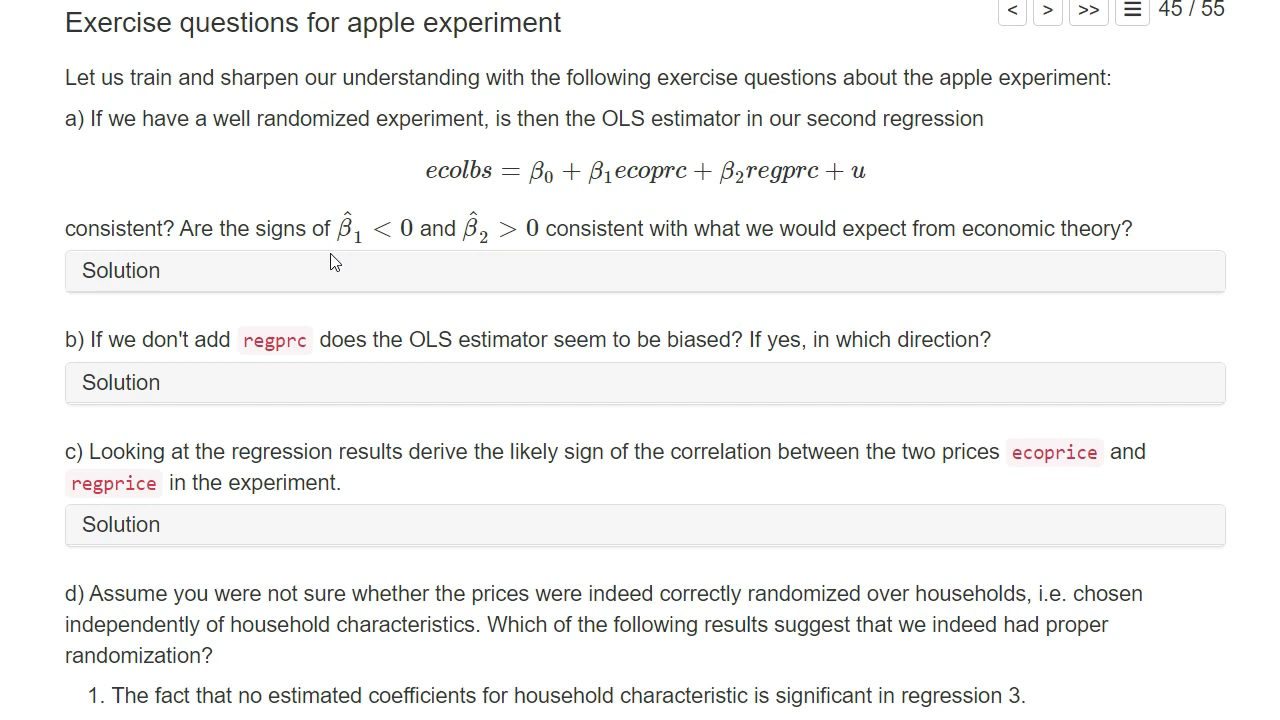 Exercise questions for apple experiment
< > >> ☰ 45 / 55
Let us train and sharpen our understanding with the following exercise questions about the apple experiment:
a) If we have a well randomized experiment, is then the OLS estimator in our second regression
ecolbs = β₀ + β₁ecoprc + β₂regprc + u
consistent? Are the signs of β̂₁ < 0 and β̂₂ > 0 consistent with what we would expect from economic theory?
Solution
b) If we don't add regprc does the OLS estimator seem to be biased? If yes, in which direction?
Solution
c) Looking at the regression results derive the likely sign of the correlation between the two prices ecoprice and
regprice in the experiment.
Solution
d) Assume you were not sure whether the prices were indeed correctly randomized over households, i.e. chosen
independently of household characteristics. Which of the following results suggest that we indeed had proper
randomization?
1. The fact that no estimated coefficients for household characteristic is significant in regression 3.